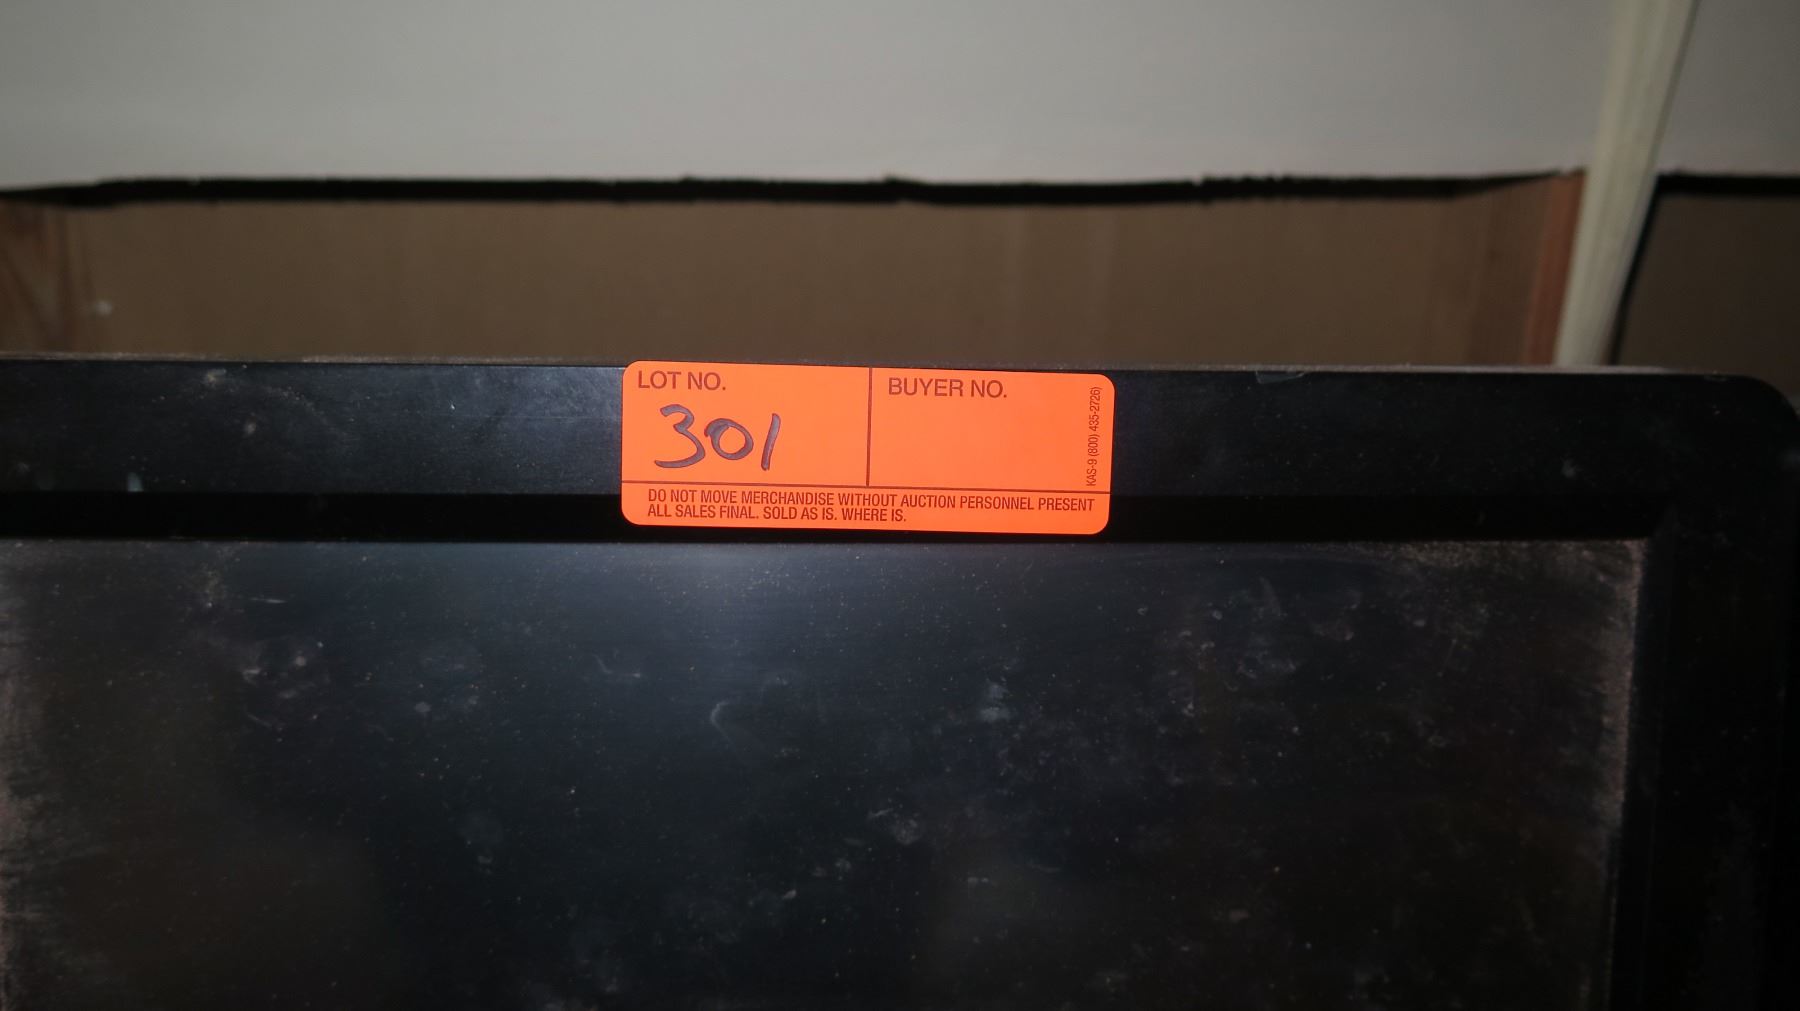 LOT NO.
301
BUYER NO.
KAS-9 (800) 435-2726)
DO NOT MOVE MERCHANDISE WITHOUT AUCTION PERSONNEL PRESENT
ALL SALES FINAL. SOLD AS IS. WHERE IS.